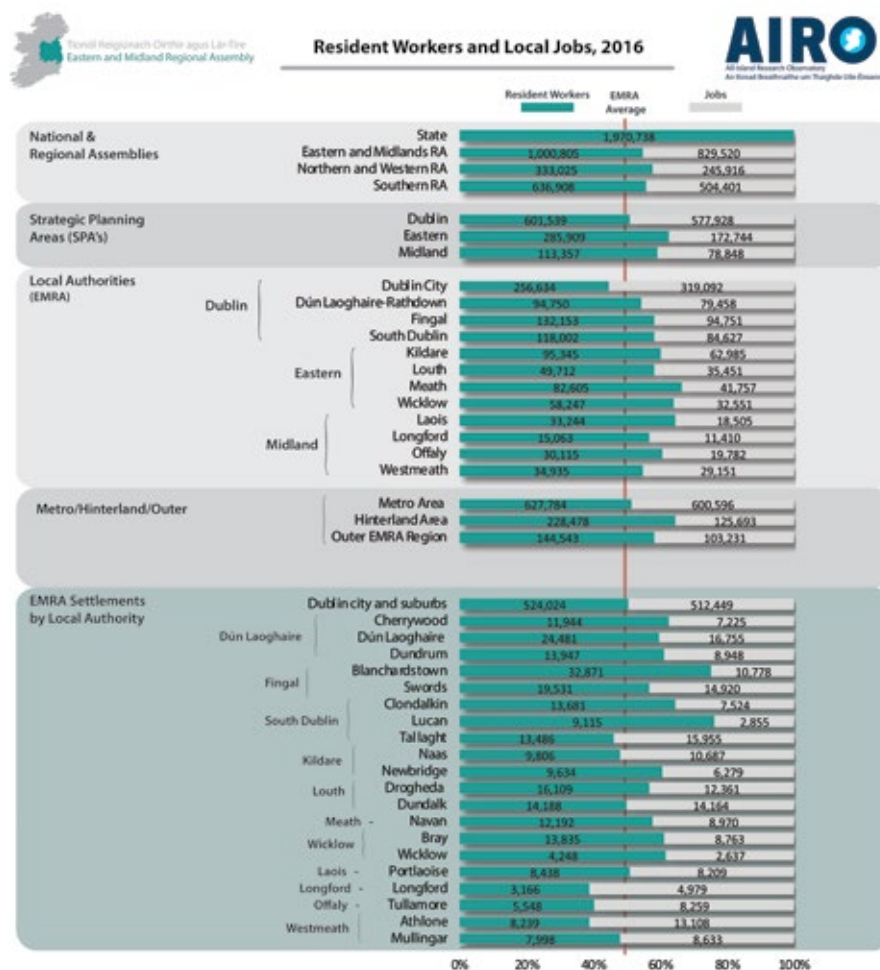 Tionól Réigiúnach Oirthir agus Lár-Tíre
Eastern and Midland Regional Assembly
Resident Workers and Local Jobs, 2016
AIRO
All-Island Research Observatory
Resident Workers EMRA Average Jobs
National & Regional Assemblies
State 1,970,738
Eastern and Midlands RA 1,000,805 829,520
Northern and Western RA 333,025 245,916
Southern RA 636,908 504,401
Strategic Planning Areas (SPA's)
Dublin 601,539 577,928
Eastern 285,909 172,744
Midland 113,357 78,848
Local Authorities (EMRA)
Dublin
Dublin City 256,634 319,092
Dún Laoghaire-Rathdown 94,750 79,458
Fingal 132,153 94,751
South Dublin 118,002 84,627
Eastern
Kildare 95,345 62,985
Louth 49,712 35,451
Meath 82,605 41,757
Wicklow 58,247 32,551
Midland
Laois 33,244 18,505
Longford 15,063 11,410
Offaly 30,115 19,782
Westmeath 34,935 29,151
Metro/Hinterland/Outer
Metro Area 627,784 600,596
Hinterland Area 228,478 125,693
Outer EMRA Region 144,543 103,231
EMRA Settlements by Local Authority
Dublin city and suburbs 524,024 512,449
Dún Laoghaire
Cherrywood 11,944 7,225
Dún Laoghaire 24,481 16,755
Dundrum 13,947 8,948
Fingal
Blanchardstown 32,871 10,778
Swords 19,531 14,920
South Dublin
Clondalkin 13,681 7,524
Lucan 9,115 2,855
Tallaght 13,486 15,955
Kildare
Naas 9,806 10,687
Newbridge 9,634 6,279
Louth
Drogheda 16,109 12,361
Dundalk 14,188 14,164
Meath - Navan 12,192 8,970
Wicklow
Bray 13,835 8,763
Wicklow 4,248 2,637
Laois - Portlaoise 8,438 8,209
Longford - Longford 3,166 4,979
Offaly - Tullamore 5,548 8,259
Westmeath
Athlone 8,239 13,108
Mullingar 7,998 8,633
0% 20% 40% 60% 80% 100%